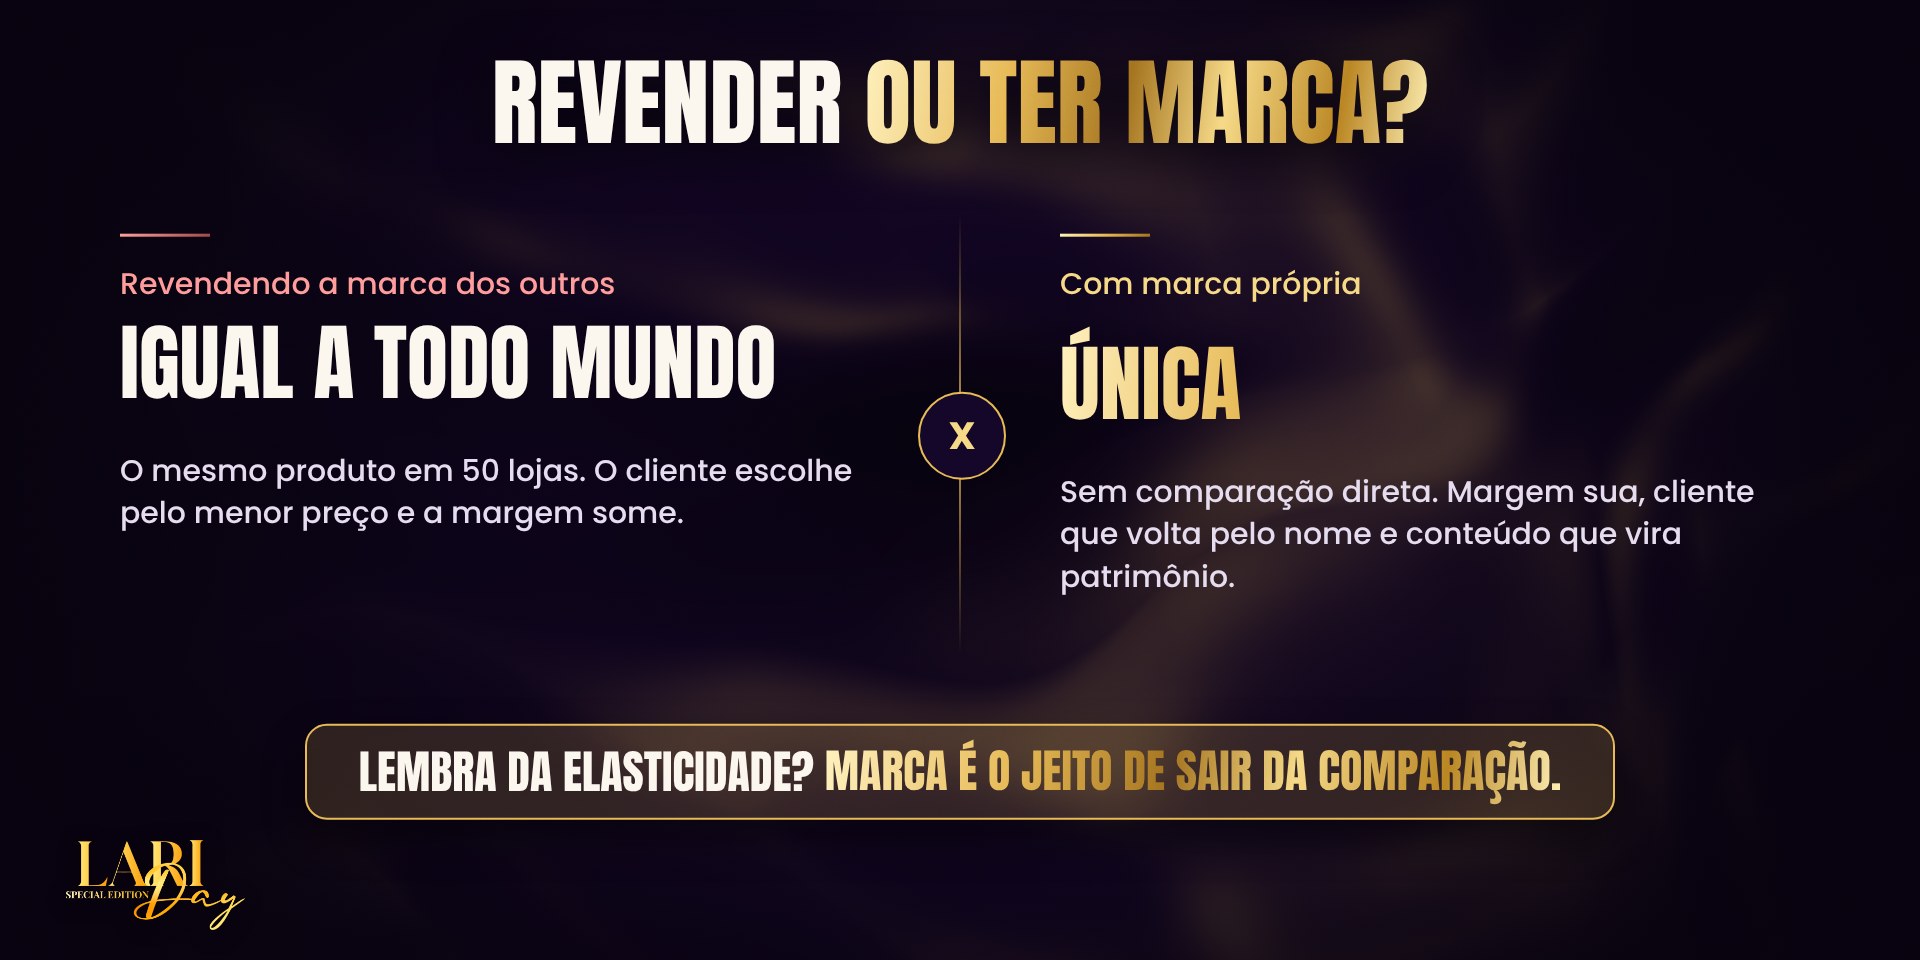 REVENDER OU TER MARCA?
Revendendo a marca dos outros
IGUAL A TODO MUNDO
O mesmo produto em 50 lojas. O cliente escolhe
pelo menor preço e a margem some.
X
Com marca própria
ÚNICA
Sem comparação direta. Margem sua, cliente
que volta pelo nome e conteúdo que vira
patrimônio.
LEMBRA DA ELASTICIDADE? MARCA É O JEITO DE SAIR DA COMPARAÇÃO.
LABI
SPECIAL EDITION Day